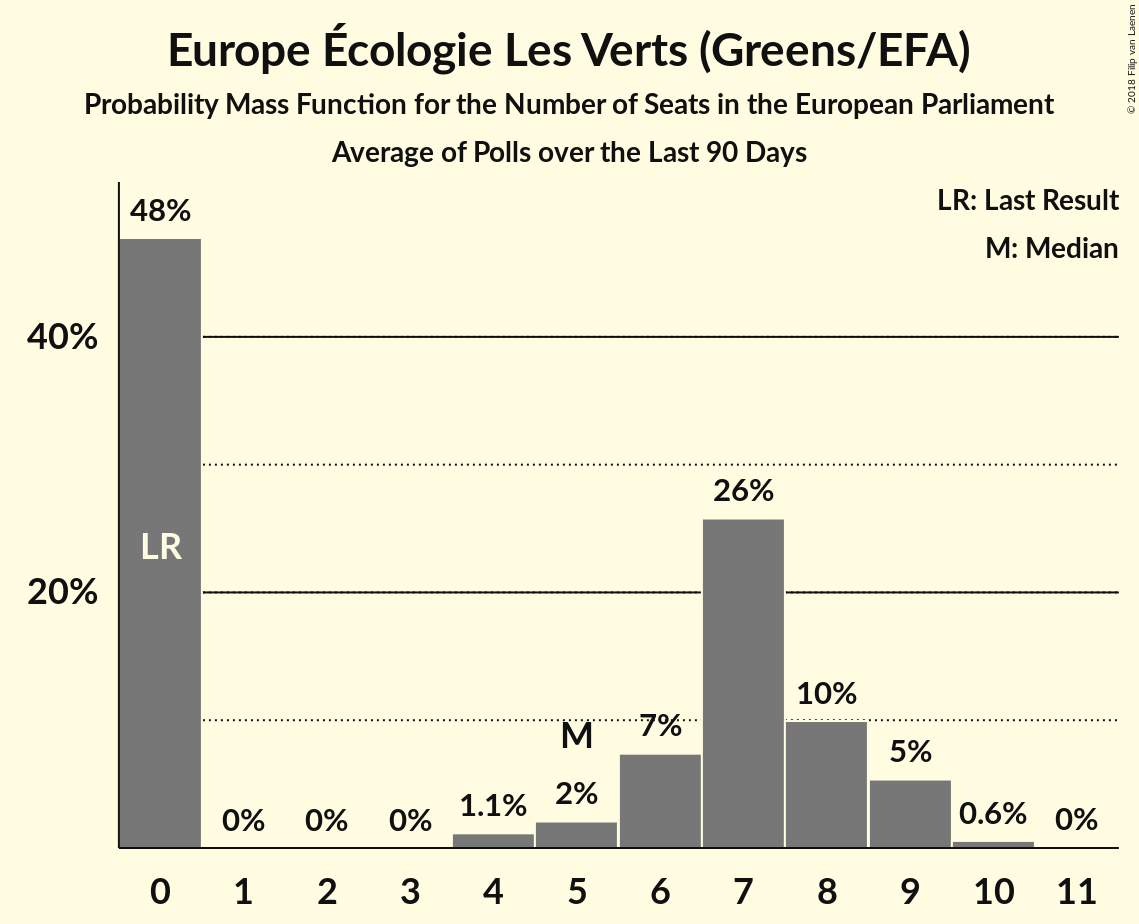 Europe Écologie Les Verts (Greens/EFA)
Probability Mass Function for the Number of Seats in the European Parliament
Average of Polls over the Last 90 Days
© 2018 Filip van Laenen
LR: Last Result
M: Median
48%
40%
26%
LR
20%
10%
M
7%
5%
2%
1.1%
0.6%
0%
0%
0%
0%
0 1 2 3 4 5 6 7 8 9 10 11